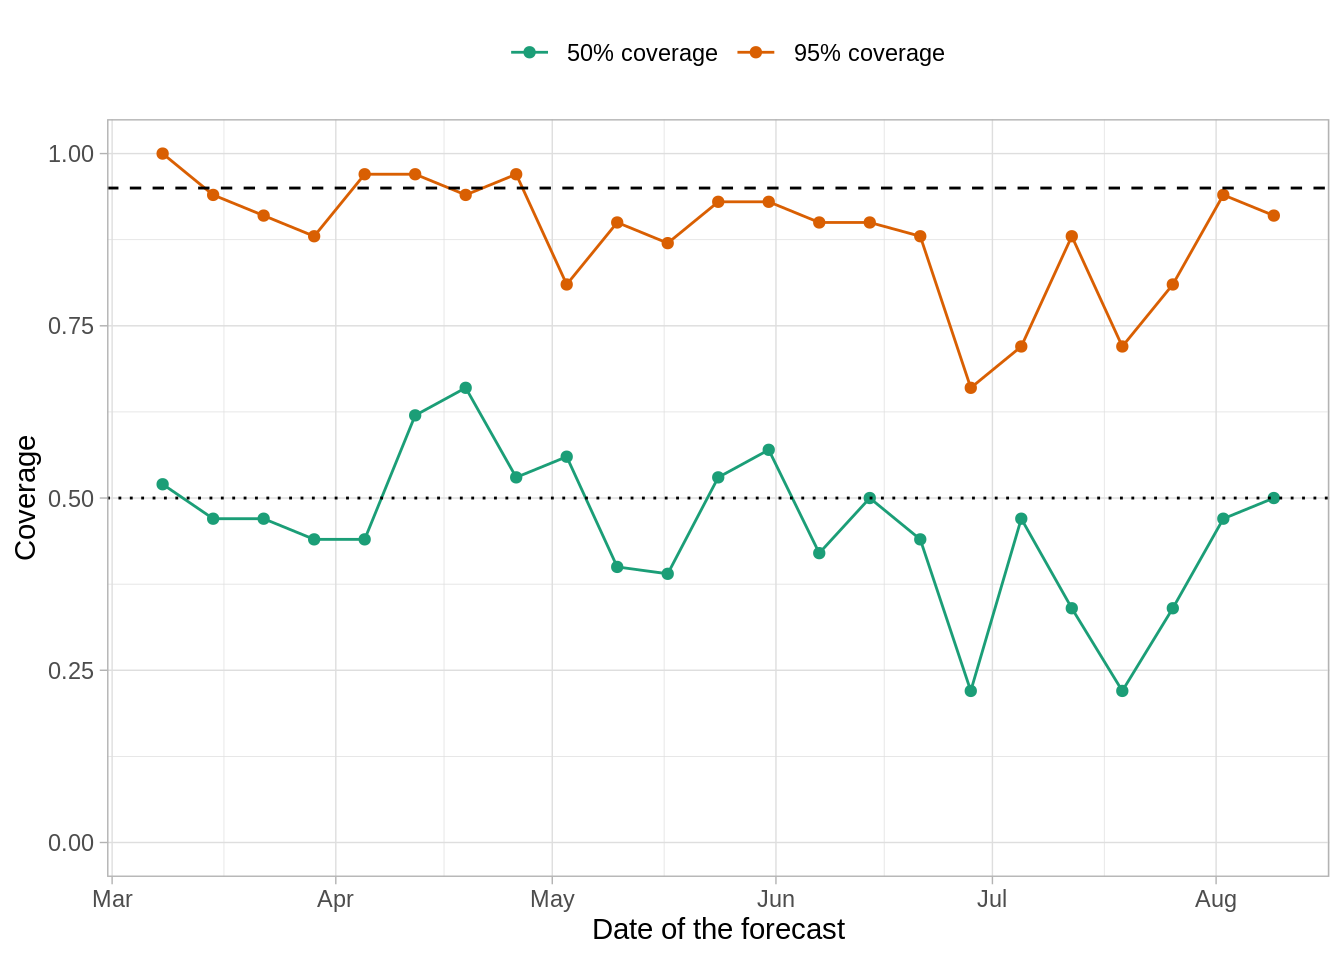 50% coverage 95% coverage
1.00
0.75
0.50
0.25
0.00
Coverage
Mar Apr May Jun Jul Aug
Date of the forecast